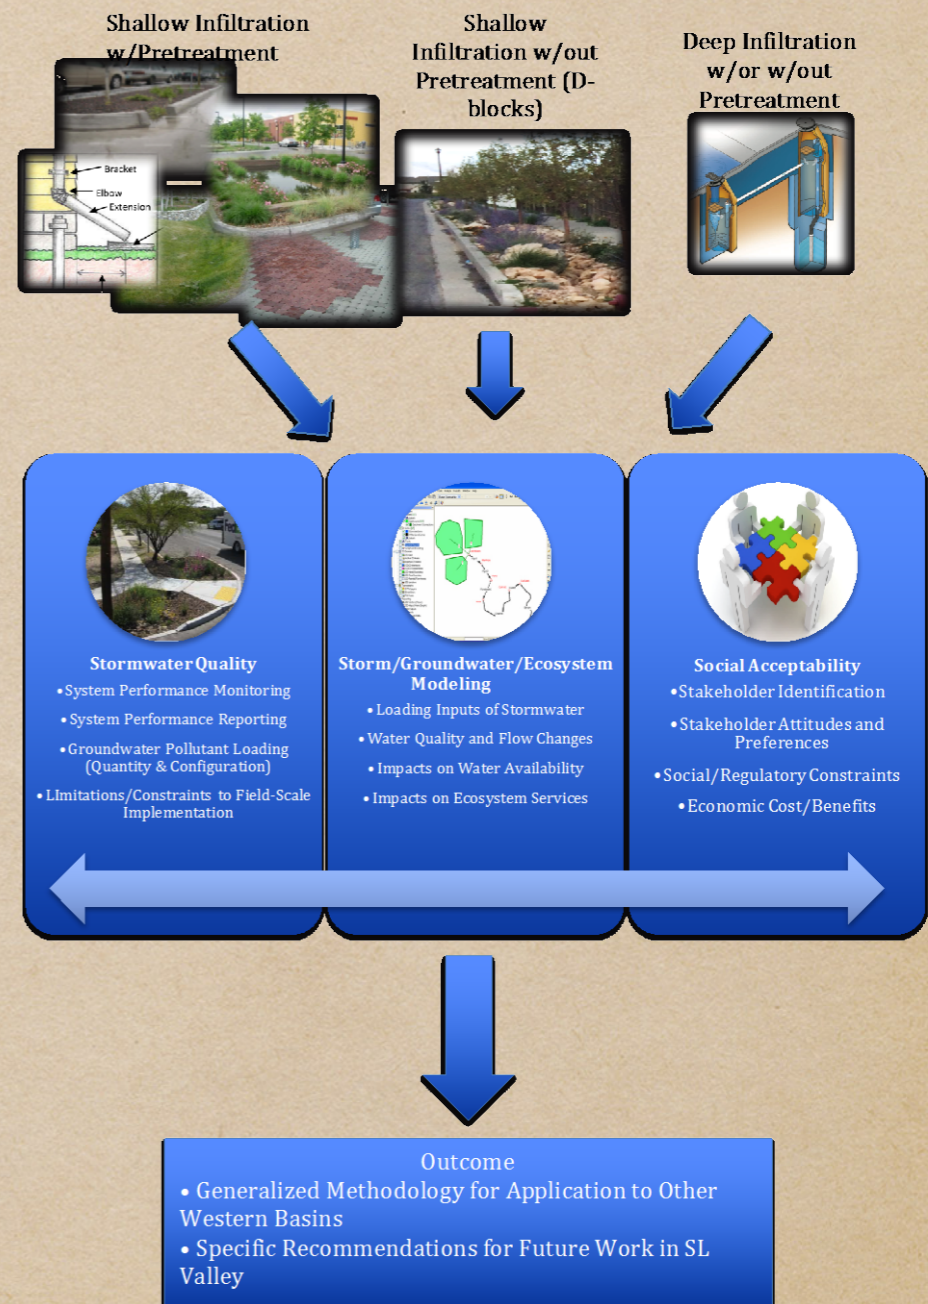 Shallow Infiltration
w/Pretreatment
Shallow
Infiltration w/out
Pretreatment (D-
blocks)
Deep Infiltration
w/or w/out
Pretreatment
Bracket
Elbow
Extension
Stormwater Quality
• System Performance Monitoring
• System Performance Reporting
• Groundwater Pollutant Loading
(Quantity & Configuration)
• LImitations/Constraints to Field-Scale
Implementation
Storm/Groundwater/Ecosystem
Modeling
• Loading Inputs of Stormwater
• Water Quality and Flow Changes
• Impacts on Water Availability
• Impacts on Ecosystem Services
Social Acceptability
• Stakeholder Identification
• Stakeholder Attitudes and
Preferences
• Social/Regulatory Constraints
• Economic Cost/Benefits
Outcome
• Generalized Methodology for Application to Other
Western Basins
• Specific Recommendations for Future Work in SL
Valley